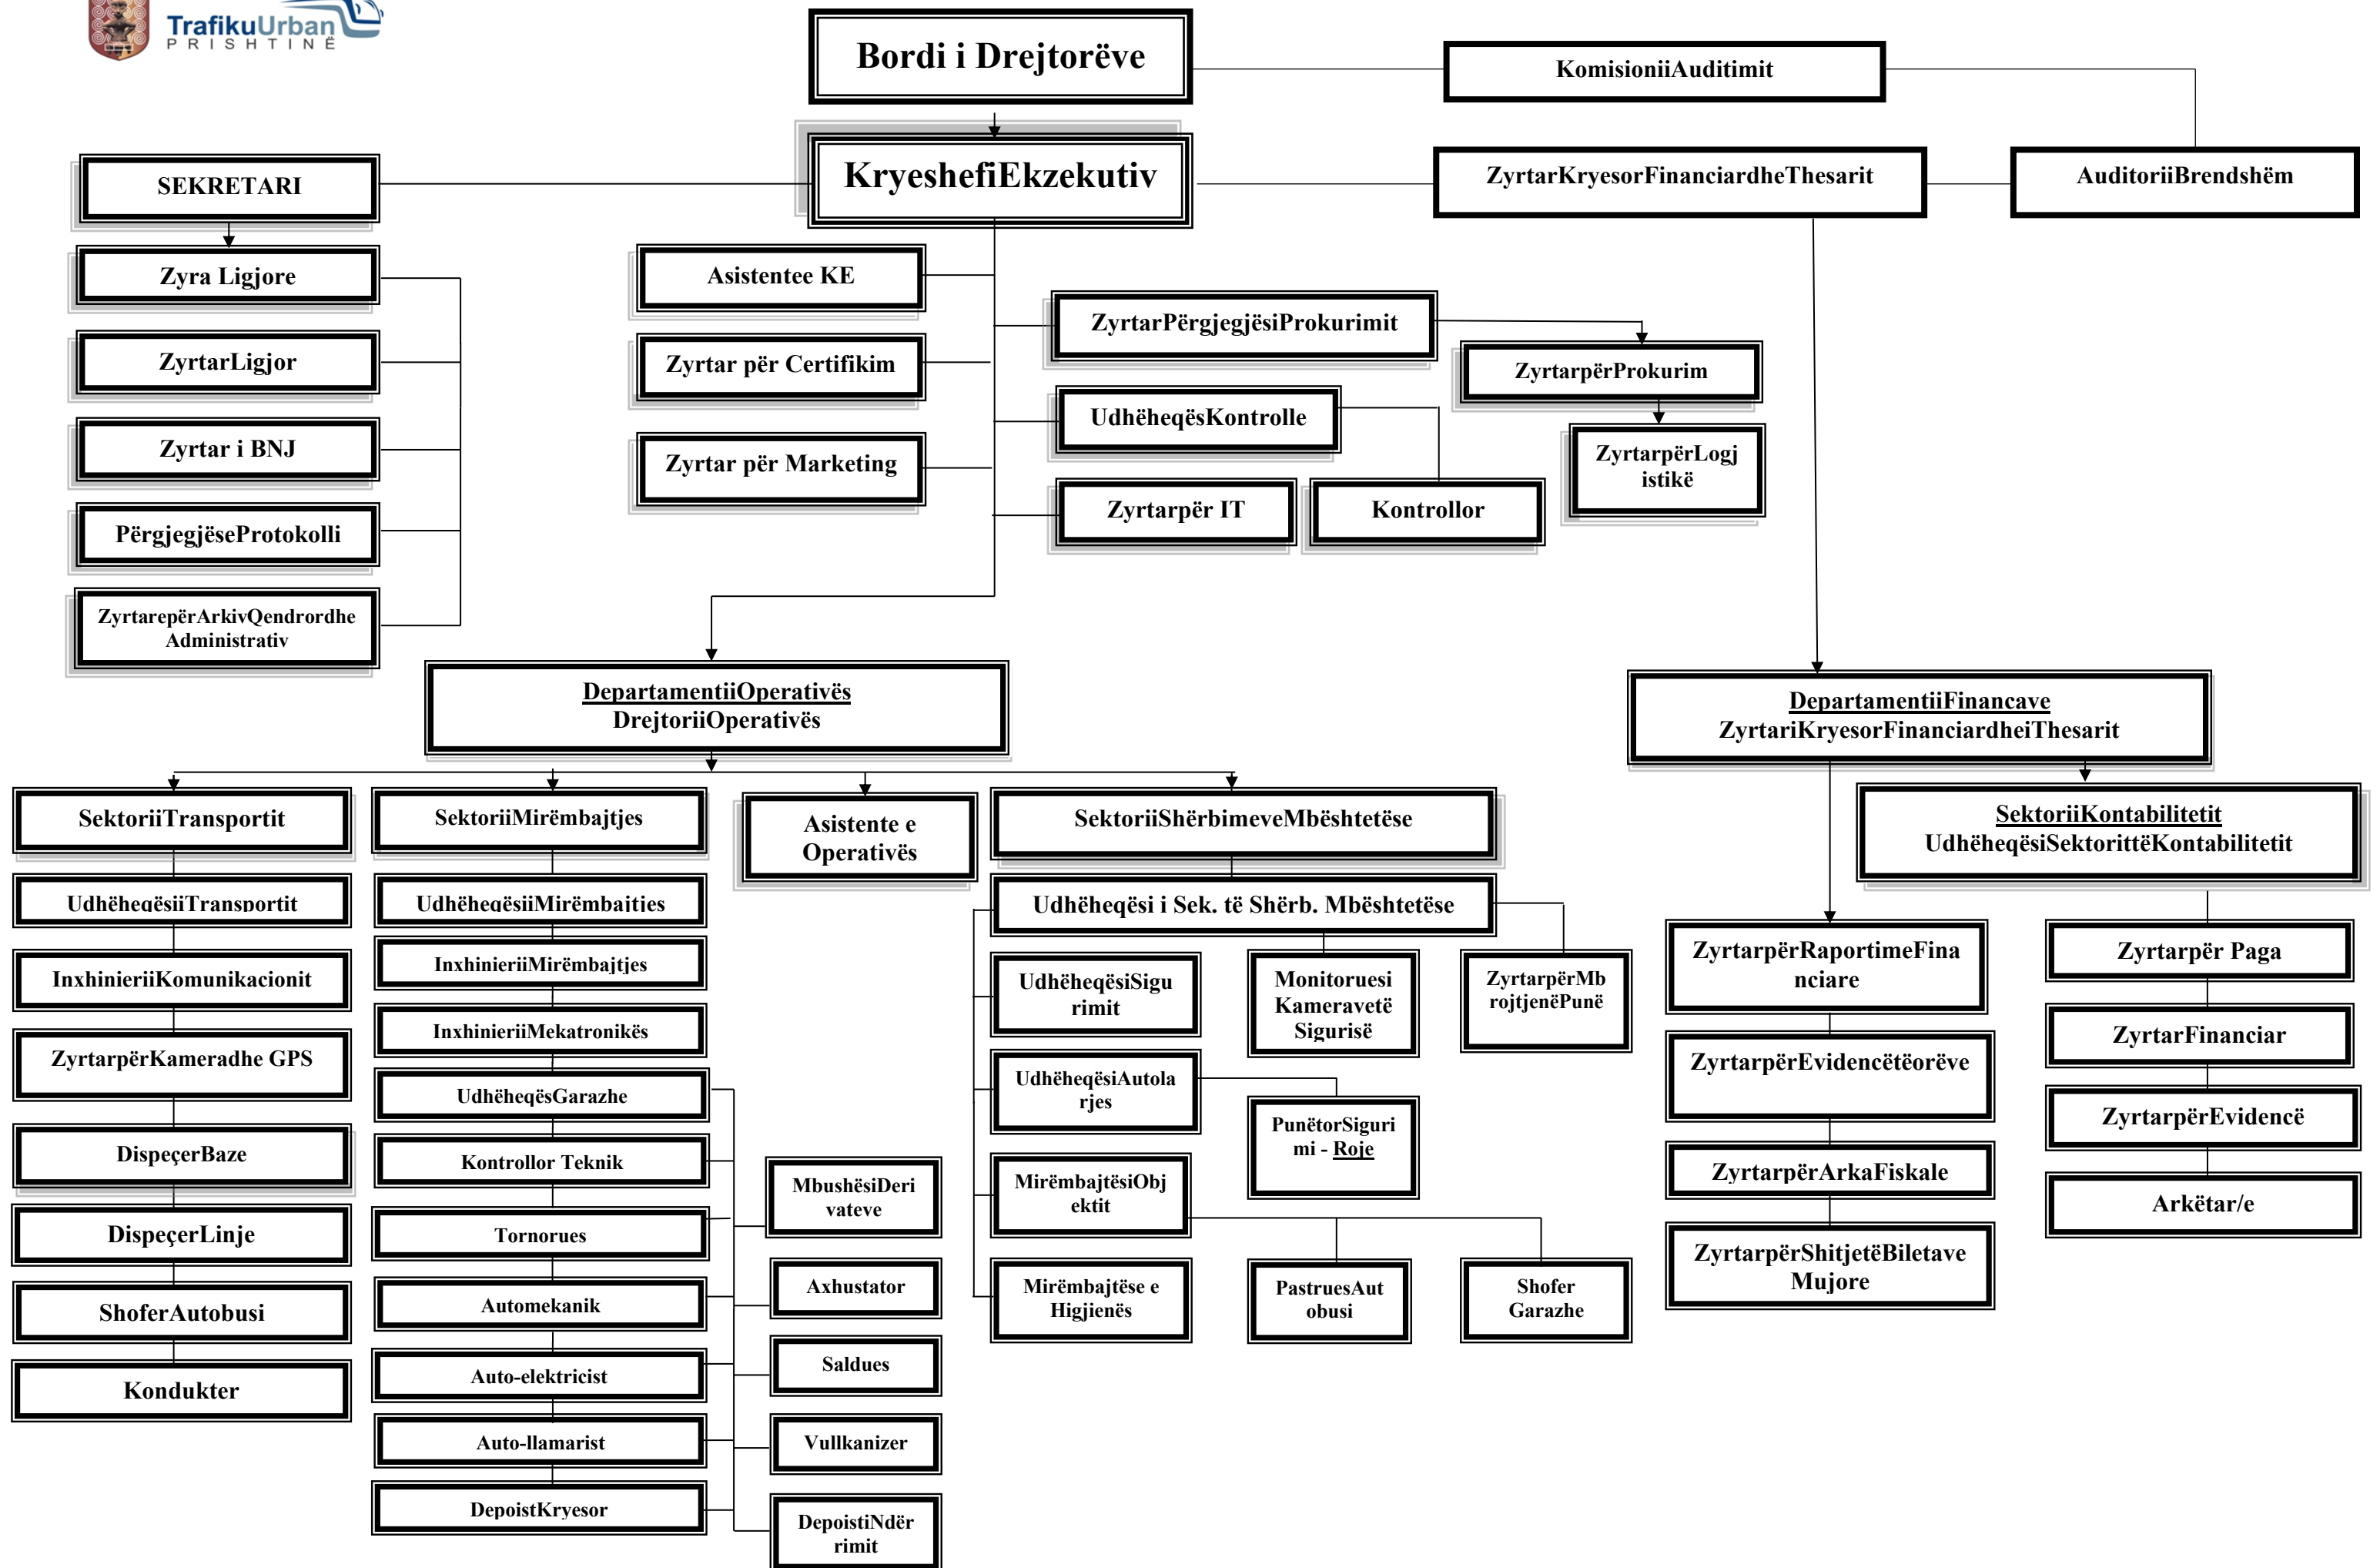 TrafikuUrban
PRISHTINË
Bordi i Drejtorëve
KomisioniiAuditimit
SEKRETARI
KryeshefiEkzekutiv
ZyrtarKryesorFinanciardheThesarit
AuditoriiBrendshëm
Zyra Ligjore
ZyrtarLigjor
Zyrtar i BNJ
PërgjegjëseProtokolli
ZyrtarepërArkivQendrordhe
Administrativ
Asistentee KE
Zyrtar për Certifikim
Zyrtar për Marketing
ZyrtarPërgjegjësiProkurimit
ZyrtarpërProkurim
UdhëheqësKontrolle
ZyrtarpërLogj
istikë
Zyrtarpër IT
Kontrollor
DepartamentiiOperativës
DrejtoriiOperativës
DepartamentiiFinancave
ZyrtariKryesorFinanciardheiThesarit
SektoriiTransportit
UdhëheqësiiTransportit
InxhinieriiKomunikacionit
ZyrtarpërKameradhe GPS
DispeçerBaze
DispeçerLinje
ShoferAutobusi
Kondukter
SektoriiMirëmbajtjes
UdhëheqësiiMirëmbajtjes
InxhinieriiMirëmbajtjes
InxhinieriiMekatronikës
UdhëheqësGarazhe
Kontrollor Teknik
Tornorues
Automekanik
Auto-elektricist
Auto-llamarist
DepoistKryesor
MbushësiDeri
vateve
Axhustator
Saldues
Vullkanizer
DepoistiNdër
rimit
Asistente e
Operativës
SektoriiShërbimeveMbështetëse
Udhëheqësi i Sek. të Shërb. Mbështetëse
UdhëheqësiSigu
rimit
Monitoruesi
Kameravetë
Sigurisë
ZyrtarpërMb
rojtjenëPunë
UdhëheqësiAutola
rjes
PunëtorSiguri
mi - Roje
MirëmbajtësiObj
ektit
Mirëmbajtëse e
Higjienës
PastruesAut
obusi
Shofer
Garazhe
SektoriiKontabilitetit
UdhëheqësiSektorittëKontabilitetit
ZyrtarpërRaportimeFina
nciare
ZyrtarpërEvidencëtëorëve
ZyrtarpërArkaFiskale
ZyrtarpërShitjetëBiletave
Mujore
Zyrtarpër Paga
ZyrtarFinanciar
ZyrtarpërEvidencë
Arkëtar/e